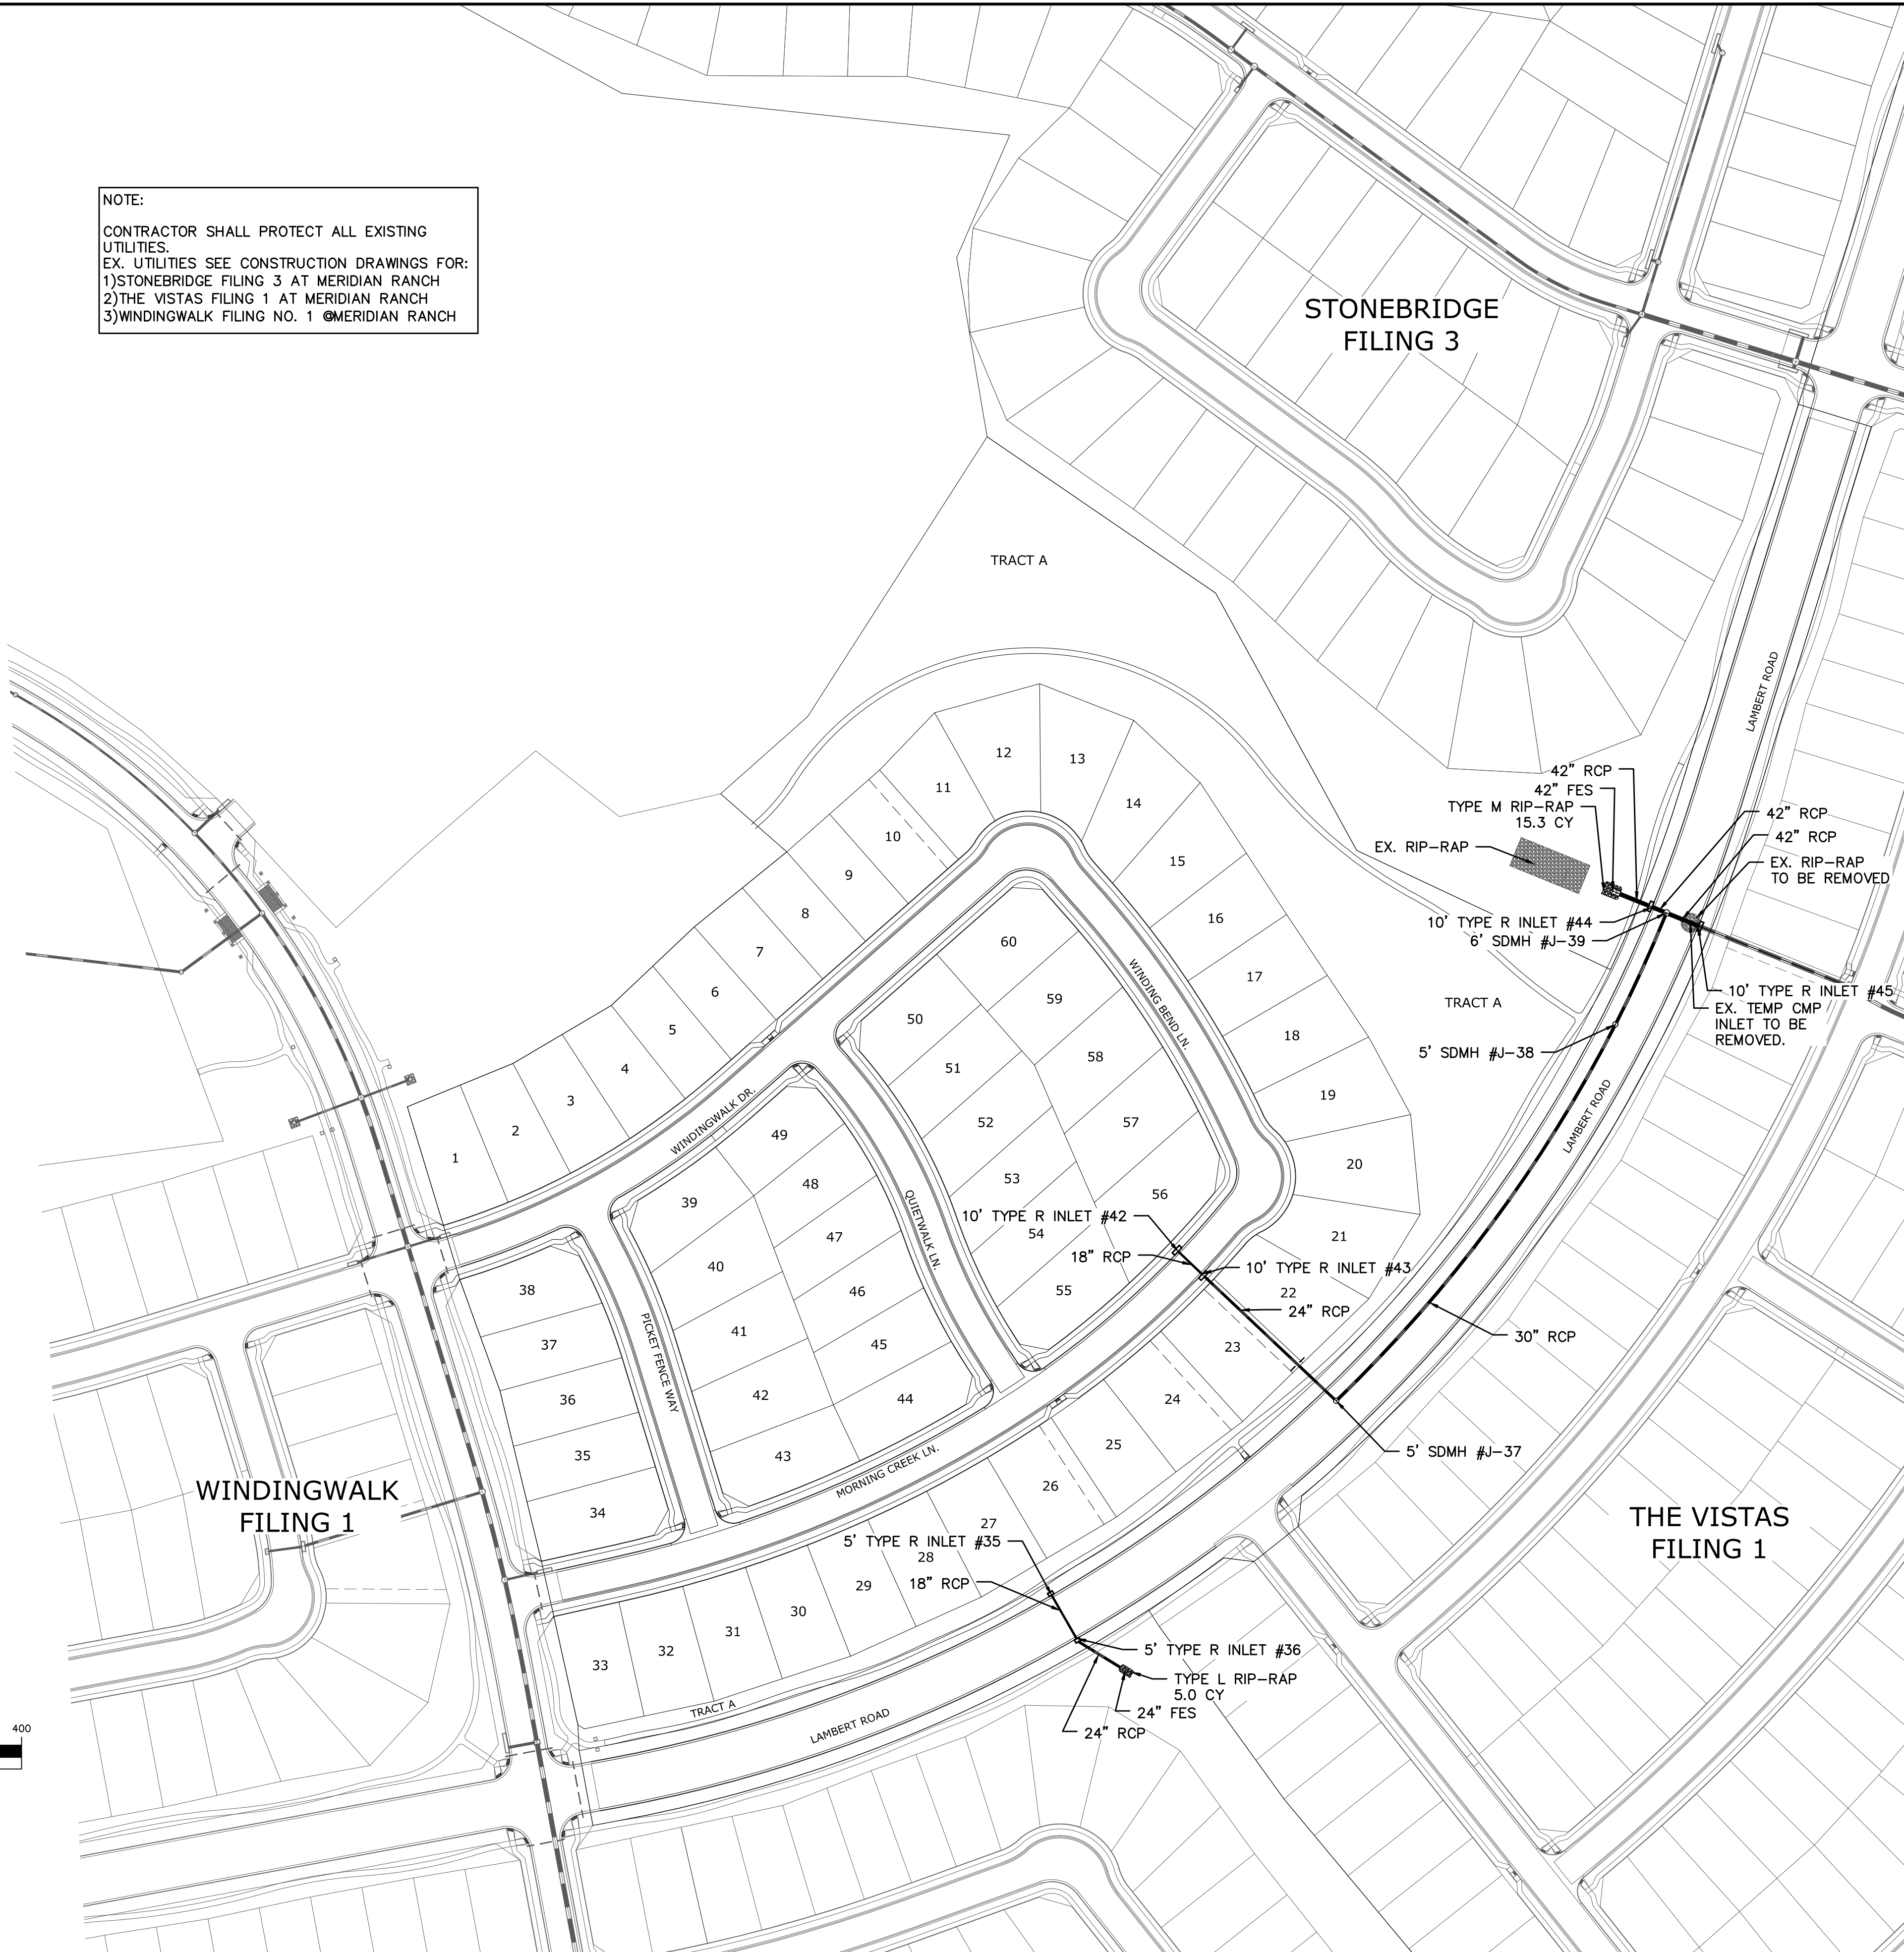 NOTE:
CONTRACTOR SHALL PROTECT ALL EXISTING
UTILITIES.
EX. UTILITIES SEE CONSTRUCTION DRAWINGS FOR:
1)STONEBRIDGE FILING 3 AT MERIDIAN RANCH
2)THE VISTAS FILING 1 AT MERIDIAN RANCH
3)WINDINGWALK FILING NO. 1 @MERIDIAN RANCH
STONEBRIDGE
FILING 3
TRACT A
LAMBERT ROAD
42" RCP
42" FES
TYPE M RIP-RAP
15.3 CY
EX. RIP-RAP
42" RCP
42" RCP
EX. RIP-RAP
TO BE REMOVED
10' TYPE R INLET #44
6' SDMH #J-39
10' TYPE R INLET #45
EX. TEMP CMP
INLET TO BE
REMOVED.
TRACT A
5' SDMH #J-38
LAMBERT ROAD
12
13
11
14
10
15
9
8
16
7
60
17
6
59
WINDING BEND LN.
50
5
18
58
51
4
19
3
WINDINGWALK DR.
52
57
2
49
1
20
53
48
56
39
QUIETWALK LN.
10' TYPE R INLET #42
54
47
21
18" RCP
10' TYPE R INLET #43
40
38
46
55
22
24" RCP
41
37
PICKET FENCE WAY
45
23
30" RCP
42
44
36
24
25
35
43
MORNING CREEK LN.
5' SDMH #J-37
26
34
27
5' TYPE R INLET #35
28
18" RCP
29
30
31
32
33
5' TYPE R INLET #36
TYPE L RIP-RAP
5.0 CY
24" FES
24" RCP
TRACT A
LAMBERT ROAD
WINDINGWALK
FILING 1
THE VISTAS
FILING 1
400